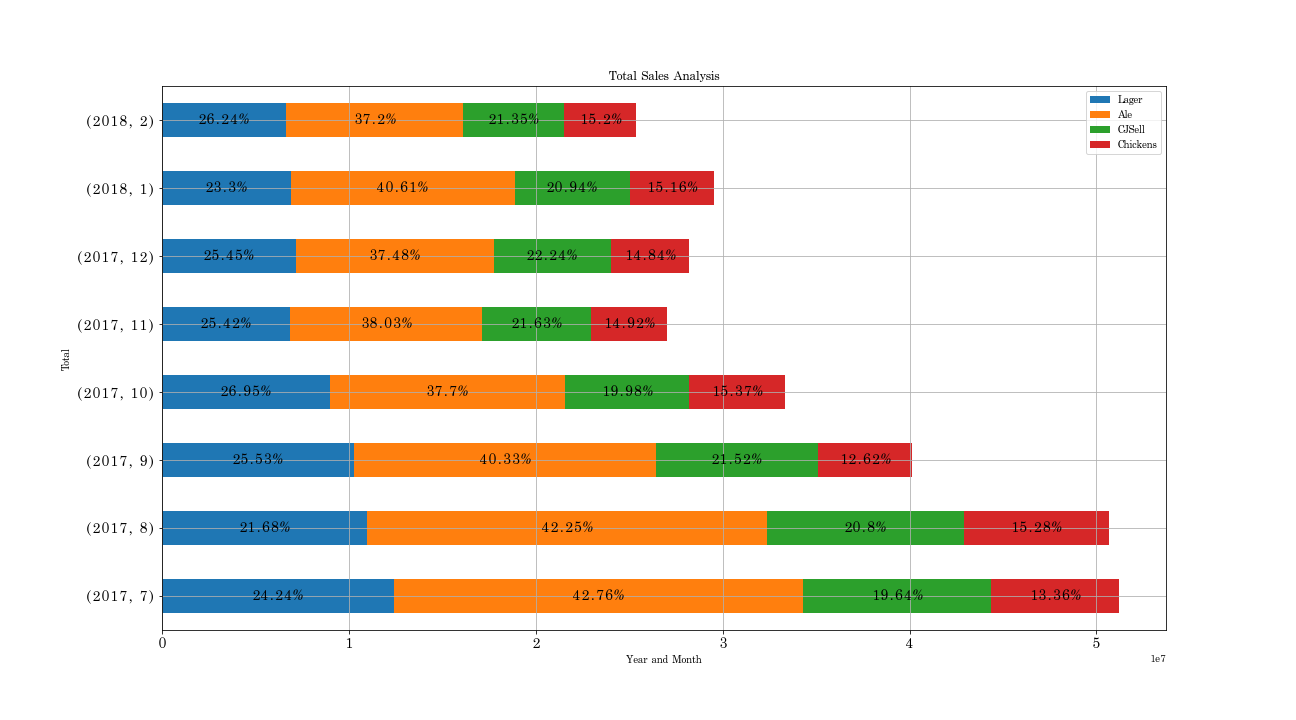 Total Sales Analysis
Lager
Ale
CJSell
Chickens
(2018, 2) 26.24% 37.2% 21.35% 15.2%
(2018, 1) 23.3% 40.61% 20.94% 15.16%
(2017, 12) 25.45% 37.48% 22.24% 14.84%
(2017, 11) 25.42% 38.03% 21.63% 14.92%
Total
(2017, 10) 26.95% 37.7% 19.98% 15.37%
(2017, 9) 25.53% 40.33% 21.52% 12.62%
(2017, 8) 21.68% 42.25% 20.8% 15.28%
(2017, 7) 24.24% 42.76% 19.64% 13.36%
0 1 2 3 4 5
Year and Month 1e7